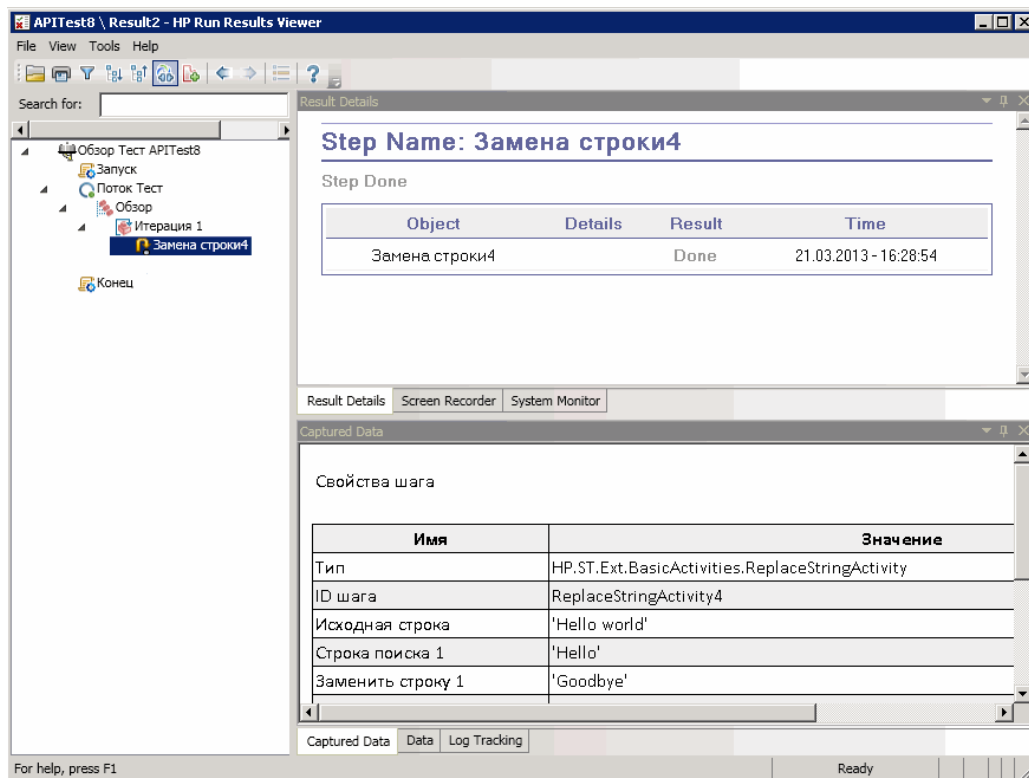 APITest8 \ Result2 - HP Run Results Viewer
File View Tools Help
Search for:
Обзор Тест APITest8
Запуск
Поток Тест
Обзор
Итерация 1
Замена строки4
Конец
Result Details
Step Name: Замена строки4
Step Done
Object Details Result Time
Замена строки4 Done 21.03.2013 - 16:28:54
Result Details Screen Recorder System Monitor
Captured Data
Свойства шага
Имя Значение
Тип HP.ST.Ext.BasicActivities.ReplaceStringActivity
ID шага ReplaceStringActivity4
Исходная строка 'Hello world'
Строка поиска 1 'Hello'
Заменить строку 1 'Goodbye'
Captured Data Data Log Tracking
For help, press F1 Ready